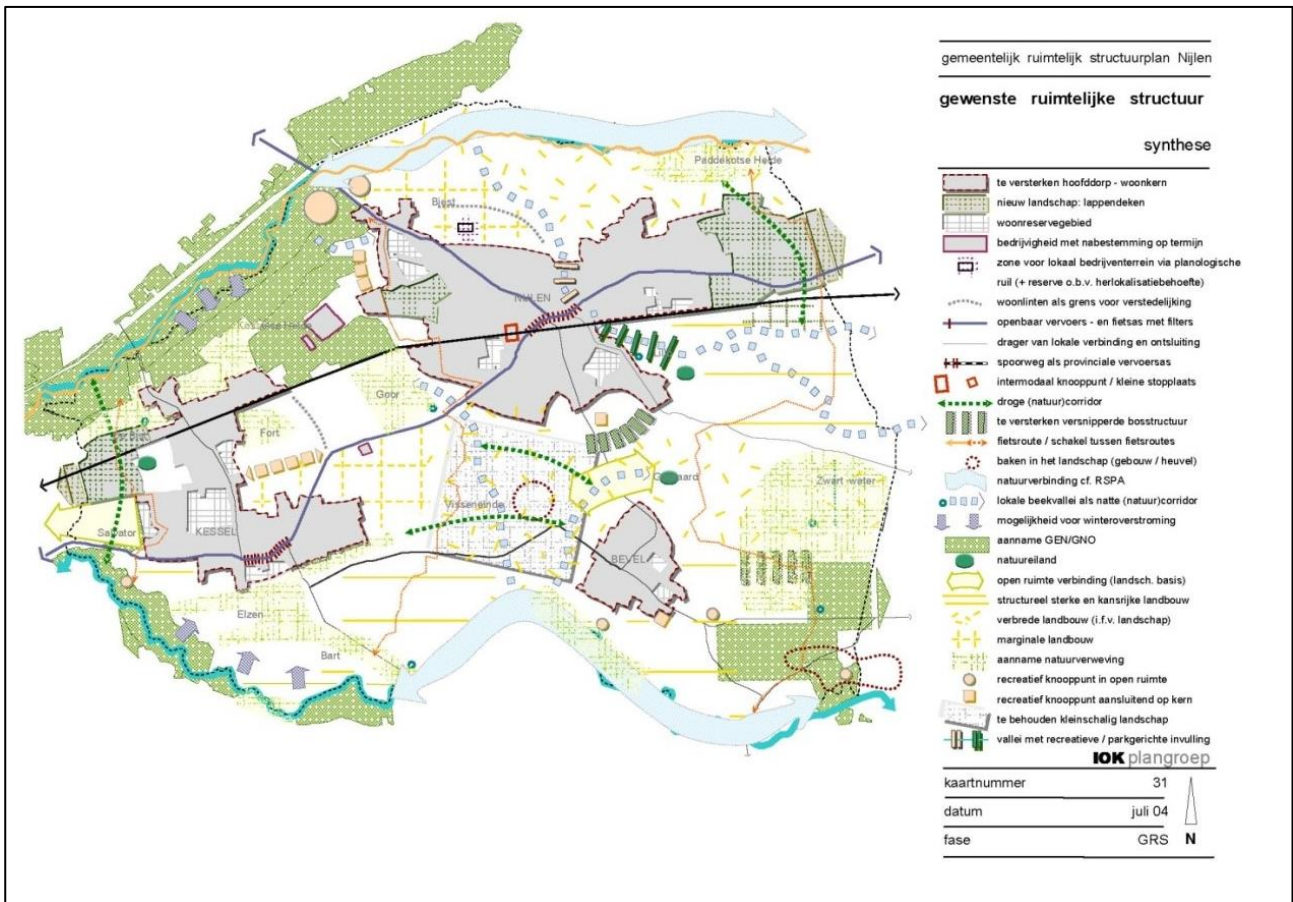 gemeentelijk ruimtelijk structuurplan Nijlen
gewenste ruimtelijke structuur
synthese
te versterken hoofddorp - woonkern
nieuw landschap: lappendeken
woonreservegebied
bedrijvigheid met nabestemming op termijn
zone voor lokaal bedrijventerrein via planologische
ruil (+ reserve o.b.v. herlokalisatiebehoefte)
woonlinten als grens voor verstedelijking
openbaar vervoers - en fietsas met filters
drager van lokale verbinding en ontsluiting
spoorweg als provinciale vervoersas
intermodaal knooppunt / kleine stopplaats
droge (natuur)corridor
te versterken versnipperde bosstructuur
fietsroute / schakel tussen fietsroutes
baken in het landschap (gebouw / heuvel)
natuurverbinding cf. RSPA
lokale beekvallei als natte (natuur)corridor
mogelijkheid voor winteroverstroming
aanname GEN/GNO
natuureiland
open ruimte verbinding (landsch. basis)
structureel sterke en kansrijke landbouw
verbrede landbouw (i.f.v. landschap)
marginale landbouw
aanname natuurverweving
recreatief knooppunt in open ruimte
recreatief knooppunt aansluitend op kern
te behouden kleinschalig landschap
vallei met recreatieve / parkgerichte invulling
IOK plangroep
kaartnummer 31
datum juli 04
fase GRS
N
Paddekotse Heide
Biest
NIJLEN
Kesselse Heide
Goor
Fort
Zwart water
Visseneinde
Salvator
KESSEL
BEVEL
Elzen
Bart